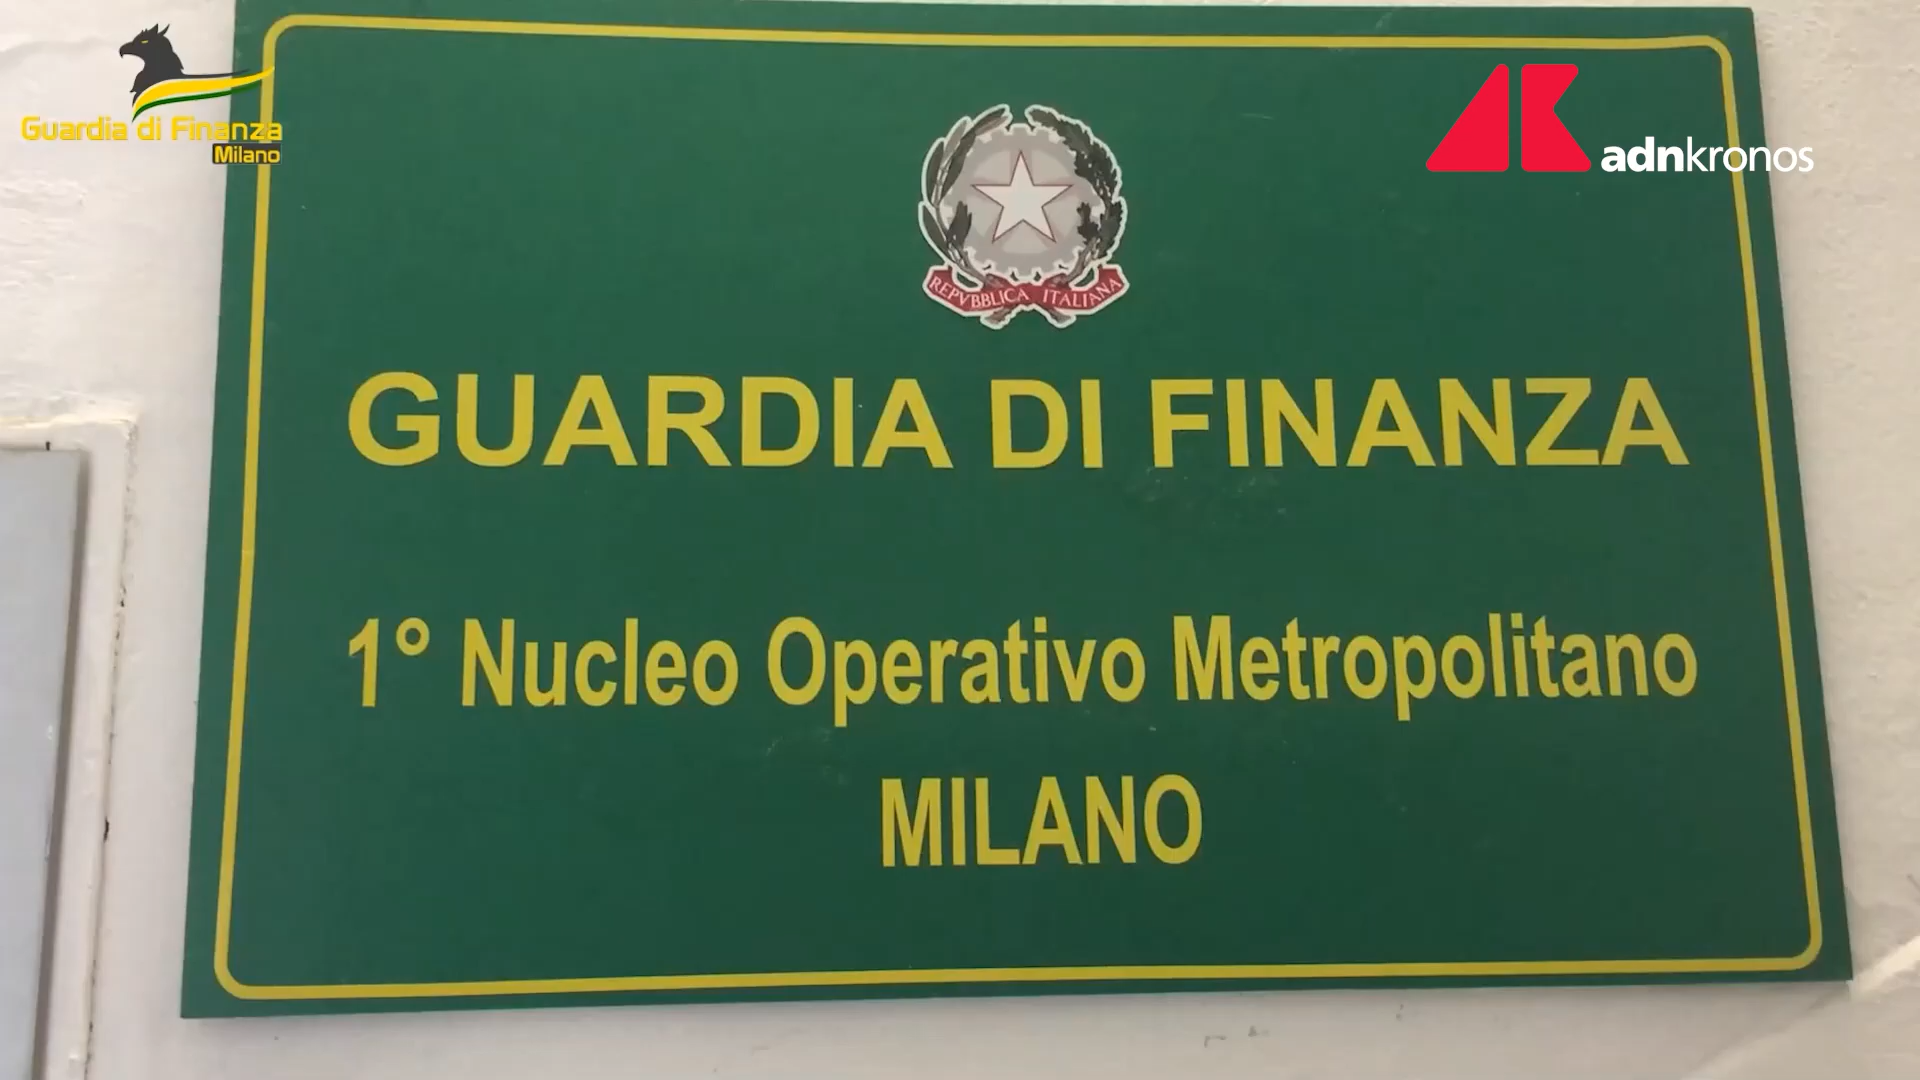 Guardia di Finanza
Milano
adnkronos
REPVBBLICA ITALIANA
GUARDIA DI FINANZA
1° Nucleo Operativo Metropolitano
MILANO